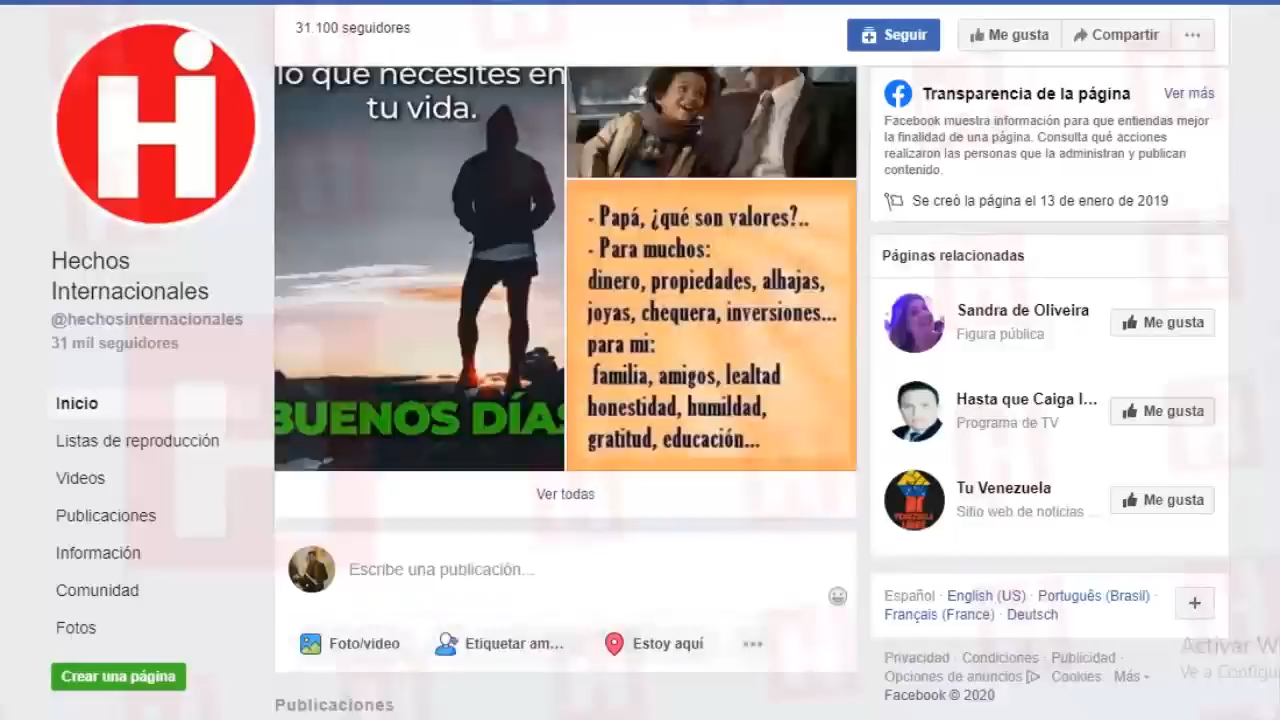 31.100 seguidores
Seguir
Me gusta
Compartir
Hi
Hechos
Internacionales
@hechosinternacionales
31 mil seguidores
Inicio
Listas de reproducción
Videos
Publicaciones
Información
Comunidad
Fotos
Crear una página
lo que necesites en
tu vida.
BUENOS DÍAS
- Papá, ¿qué son valores?..
- Para muchos:
dinero, propiedades, alhajas,
joyas, chequera, inversiones...
para mi:
familia, amigos, lealtad
honestidad, humildad,
gratitud, educación...
Ver todas
Escribe una publicación...
Foto/video
Etiquetar am...
Estoy aquí
Publicaciones
Transparencia de la página
Ver más
Facebook muestra información para que entiendas mejor
la finalidad de una página. Consulta qué acciones
realizaron las personas que la administran y publican
contenido.
Se creó la página el 13 de enero de 2019
Páginas relacionadas
Sandra de Oliveira
Figura pública
Me gusta
Hasta que Caiga l...
Programa de TV
Me gusta
Tu Venezuela
Sitio web de noticias ...
Me gusta
Español · English (US) · Português (Brasil) ·
Français (France) · Deutsch
Privacidad · Condiciones · Publicidad ·
Opciones de anuncios · Cookies · Más
Facebook © 2020
Activar W
Ve a Configu